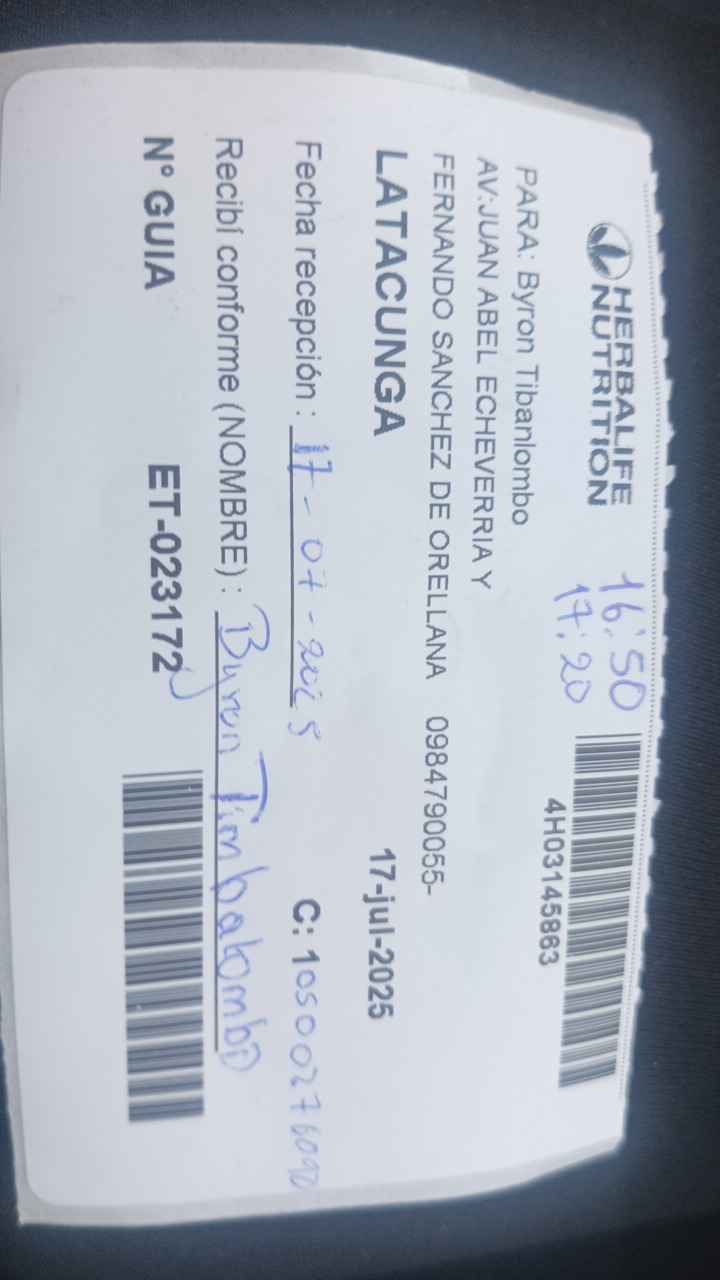 HERBALIFE
NUTRITION
16:50
17:20
4H03145863
PARA: Byron Tibanlombo
AV:JUAN ABEL ECHEVERRIA Y
FERNANDO SANCHEZ DE ORELLANA 0984790055-
LATACUNGA 17-jul-2025
Fecha recepción : 17-07-2025 C: 1
Recibí conforme (NOMBRE) : Byron Timbalombo
N° GUIA ET-023172